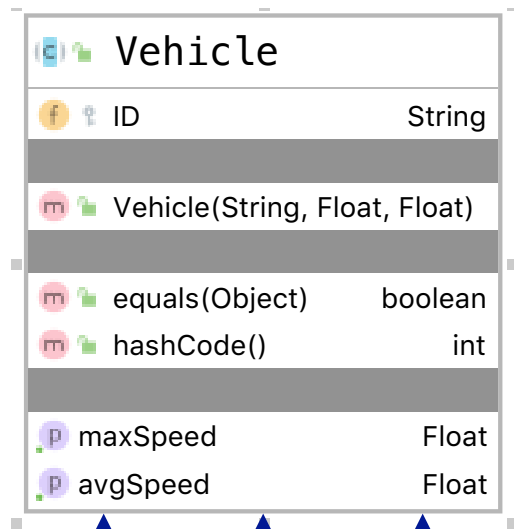 C Vehicle
f ID String
m Vehicle(String, Float, Float)
m equals(Object) boolean
m hashCode() int
p maxSpeed Float
p avgSpeed Float